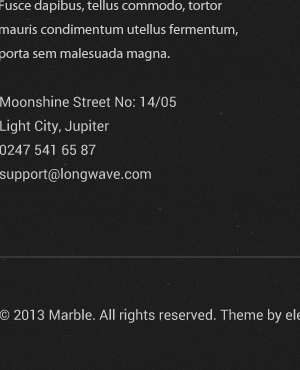 Fusce dapibus, tellus commodo, tortor
mauris condimentum utellus fermentum,
porta sem malesuada magna.
Moonshine Street No: 14/05
Light City, Jupiter
0247 541 65 87
support@longwave.com
© 2013 Marble. All rights reserved. Theme by